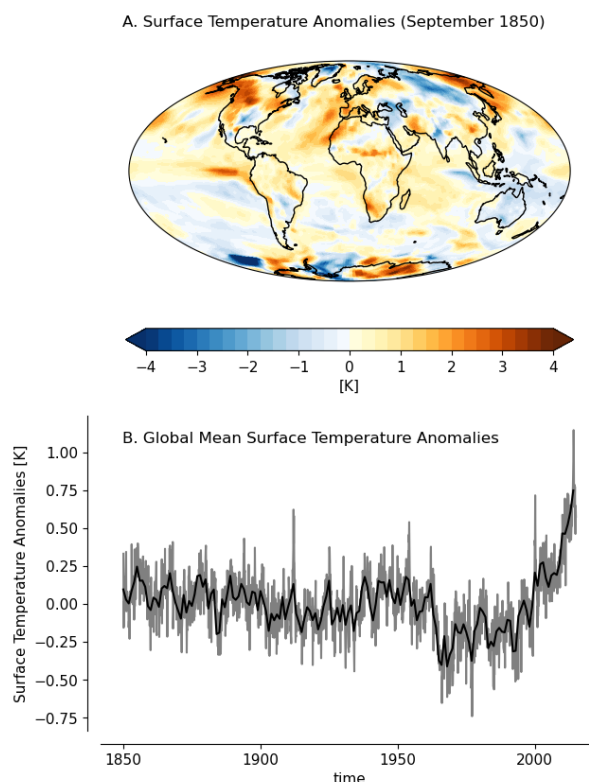 A. Surface Temperature Anomalies (September 1850)
−4 −3 −2 −1 0 1 2 3 4
[K]
B. Global Mean Surface Temperature Anomalies
Surface Temperature Anomalies [K]
1.00
0.75
0.50
0.25
0.00
−0.25
−0.50
−0.75
1850 1900 1950 2000
time